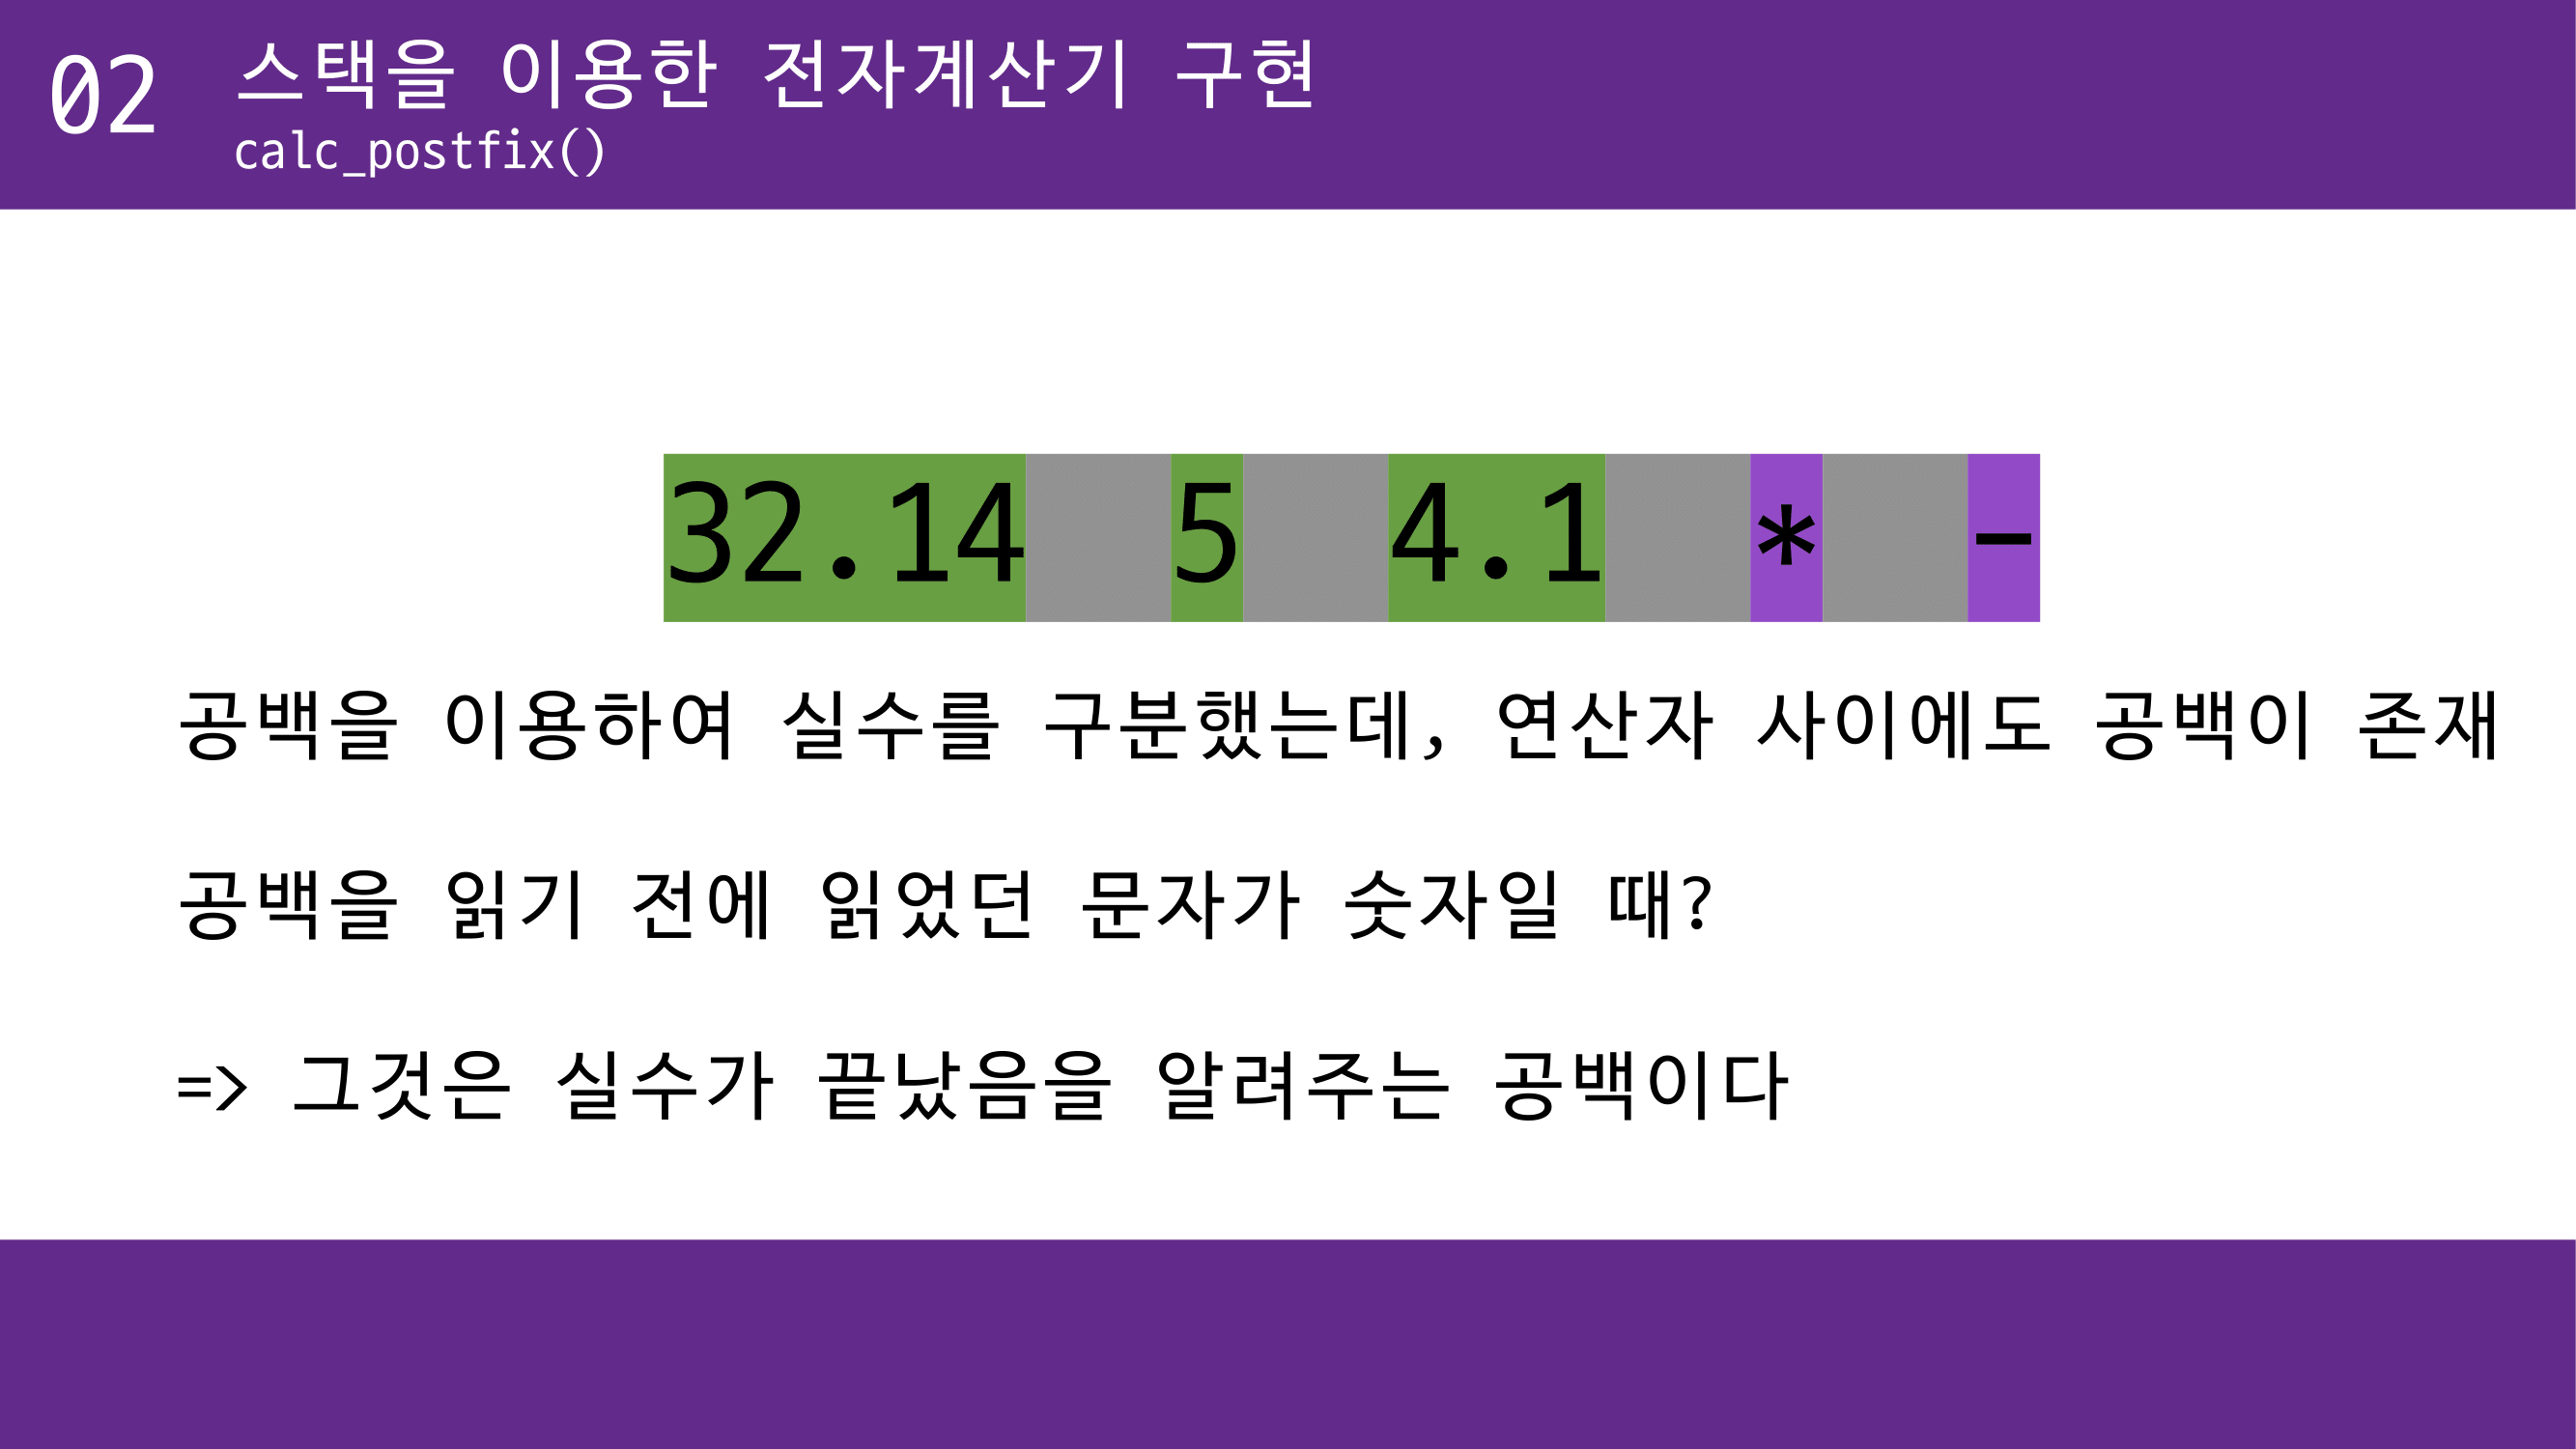 02
스택을 이용한 전자계산기 구현
calc_postfix()
32.14  5  4.1  *  -
공백을 이용하여 실수를 구분했는데, 연산자 사이에도 공백이 존재
공백을 읽기 전에 읽었던 문자가 숫자일 때?
=> 그것은 실수가 끝났음을 알려주는 공백이다